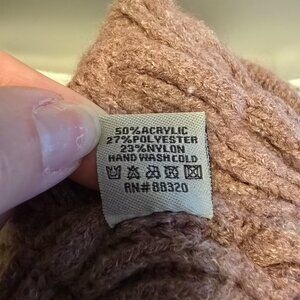 50%ACRYLIC
27%POLYESTER
23%NYLON
HAND WASH COLD
RN#88320